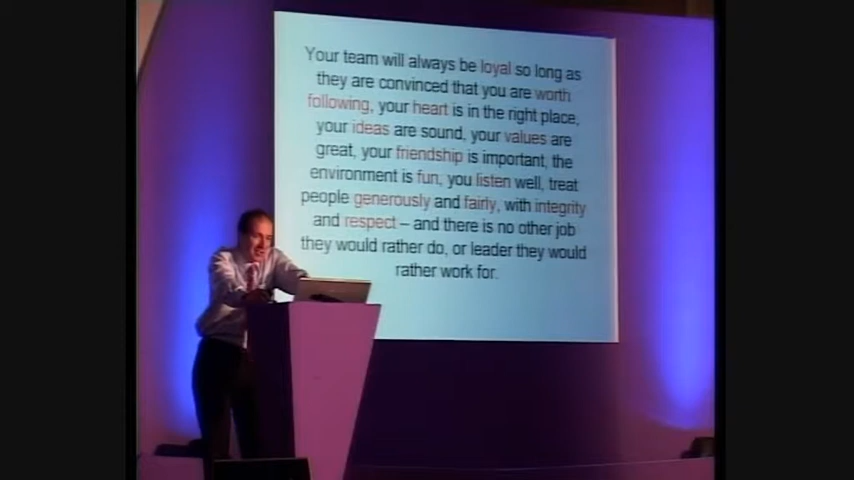 Your team will always be loyal so long as
they are convinced that you are worth
following, your heart is in the right place,
your ideas are sound, your values are
great, your friendship is important, the
environment is fun, you listen well, treat
people generously and fairly, with integrity
and respect – and there is no other job
they would rather do, or leader they would
rather work for.